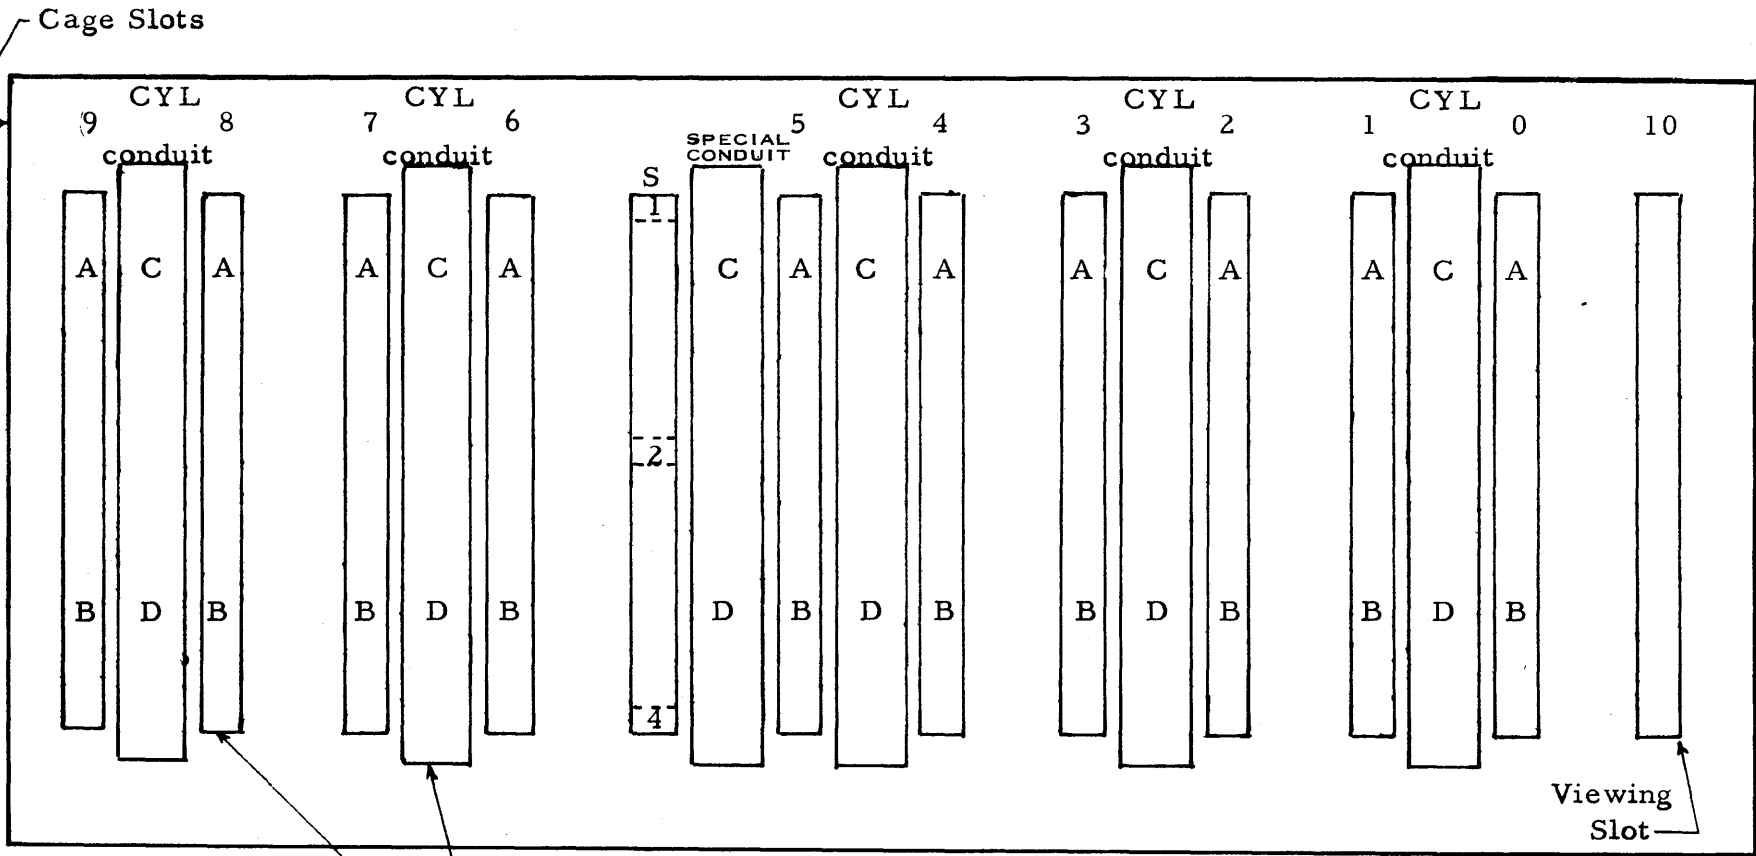 Cage Slots
CYL CYL CYL CYL CYL
9 8 7 6 5 4 3 2 1 0 10
conduit conduit SPECIAL CONDUIT conduit conduit conduit
S
1
A C A A C A C A C A A C A A C A
2
B D B B D B D B D B B D B B D B
4
Viewing
Slot